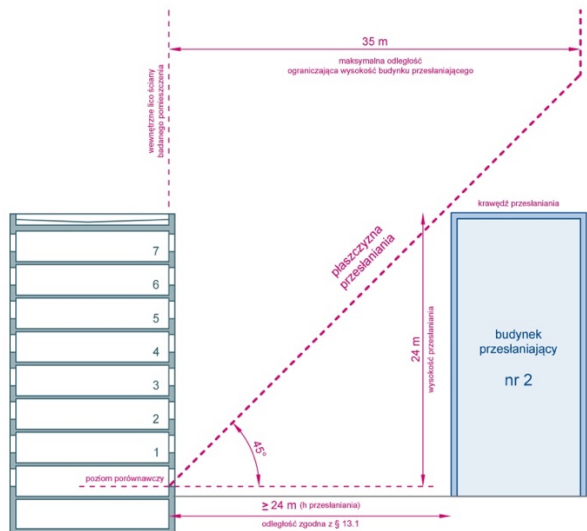 35 m
maksymalna odległość
ograniczająca wysokość budynku przesłaniającego
wewnętrzne lico ściany
badanego pomieszczenia
krawędź przesłaniania
płaszczyzna
przesłaniania
7
6
5
4
3
2
1
24 m
wysokość przesłaniania
budynek
przesłaniający
nr 2
45°
poziom porównawczy
≥ 24 m (h przesłaniania)
odległość zgodna z § 13.1